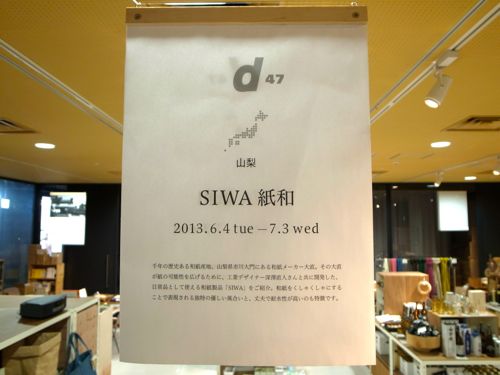 d 47
山梨
SIWA 紙和
2013.6.4 tue – 7.3 wed
千年の歴史ある和紙産地、山梨県市川大門にある和紙メーカー大直。その大直
が紙の可能性を広げるために、工業デザイナー深澤直人さんと共に開発した、
日用品として使える和紙製品「SIWA」をご紹介。和紙をくしゃくしゃにする
ことで表現される独特の優しい風合いと、丈夫で耐水性が高いのも特徴です。